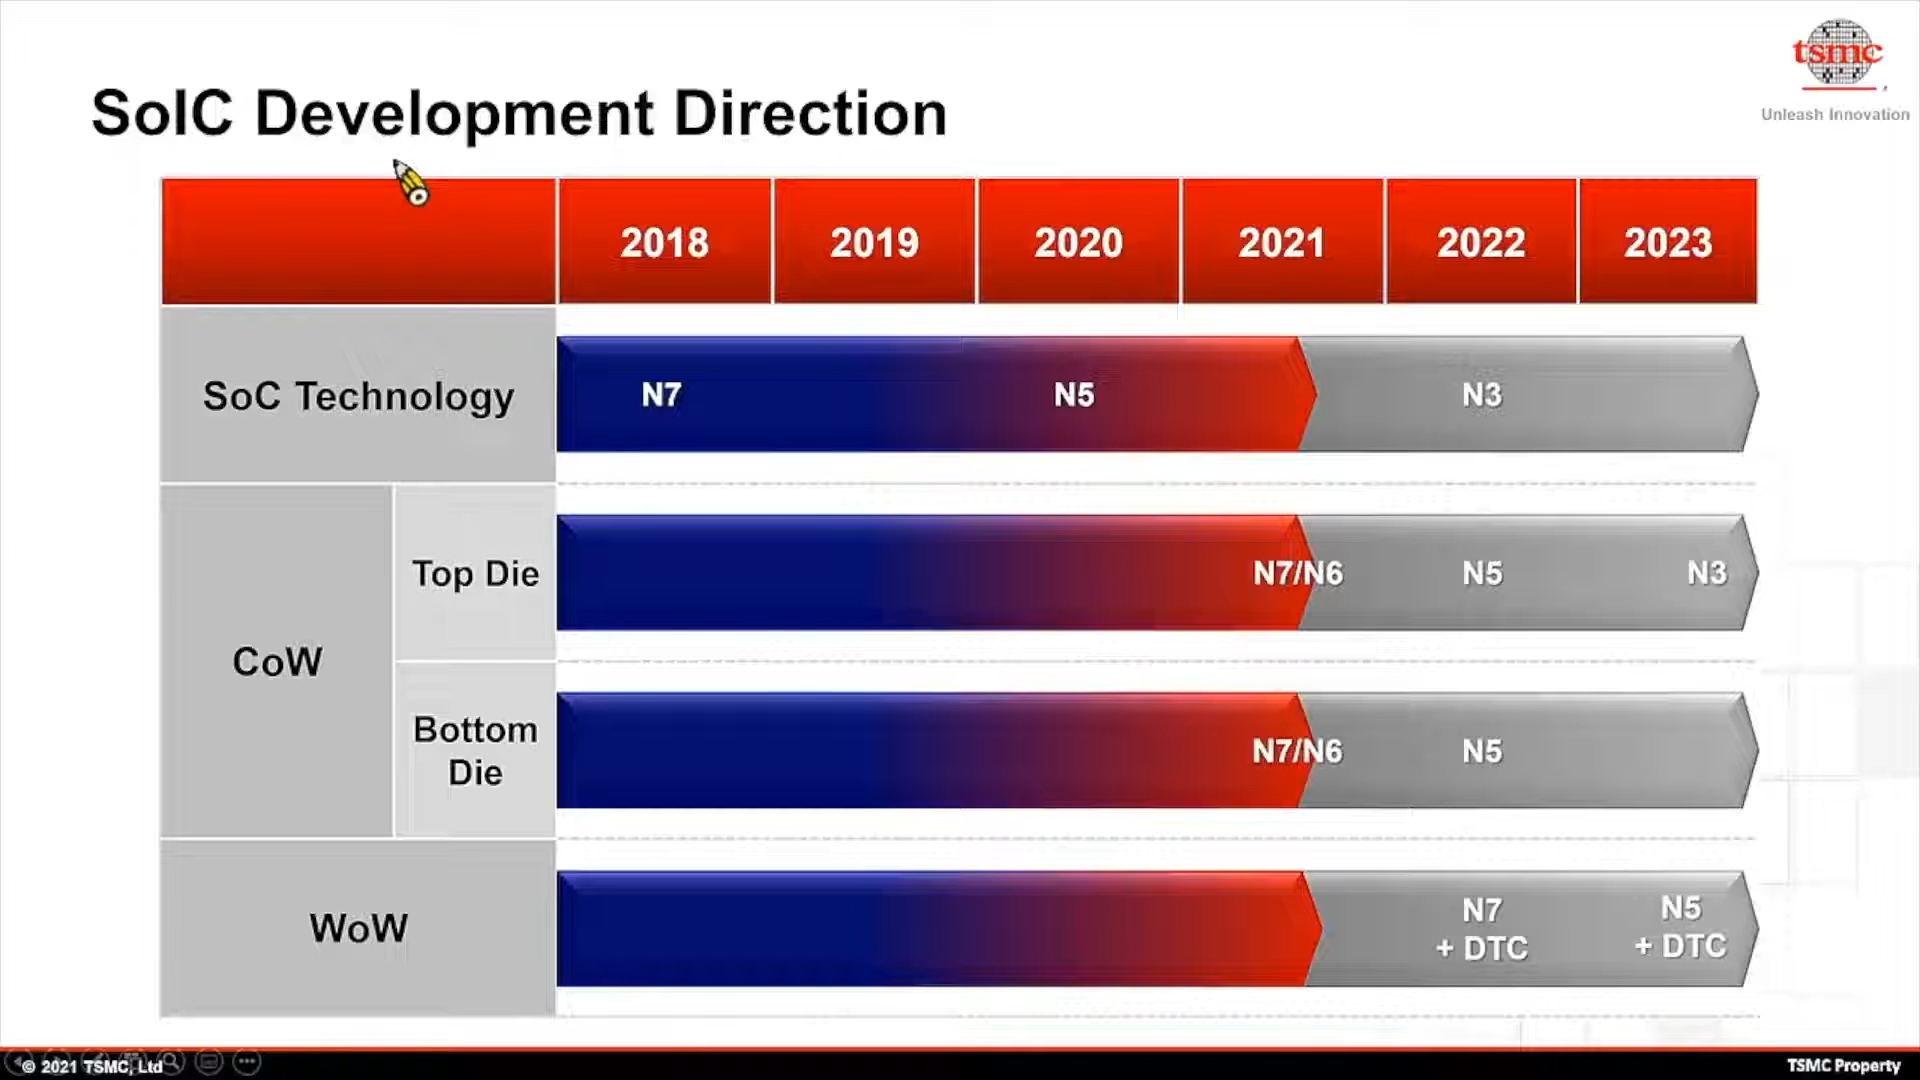 tsmc
Unleash Innovation
SoIC Development Direction
2018 2019 2020 2021 2022 2023
SoC Technology N7 N5 N3
CoW
Top Die N7/N6 N5 N3
Bottom
Die
N7/N6 N5
WoW
N7
+ DTC
N5
+ DTC
© 2021 TSMC, Ltd
TSMC Property